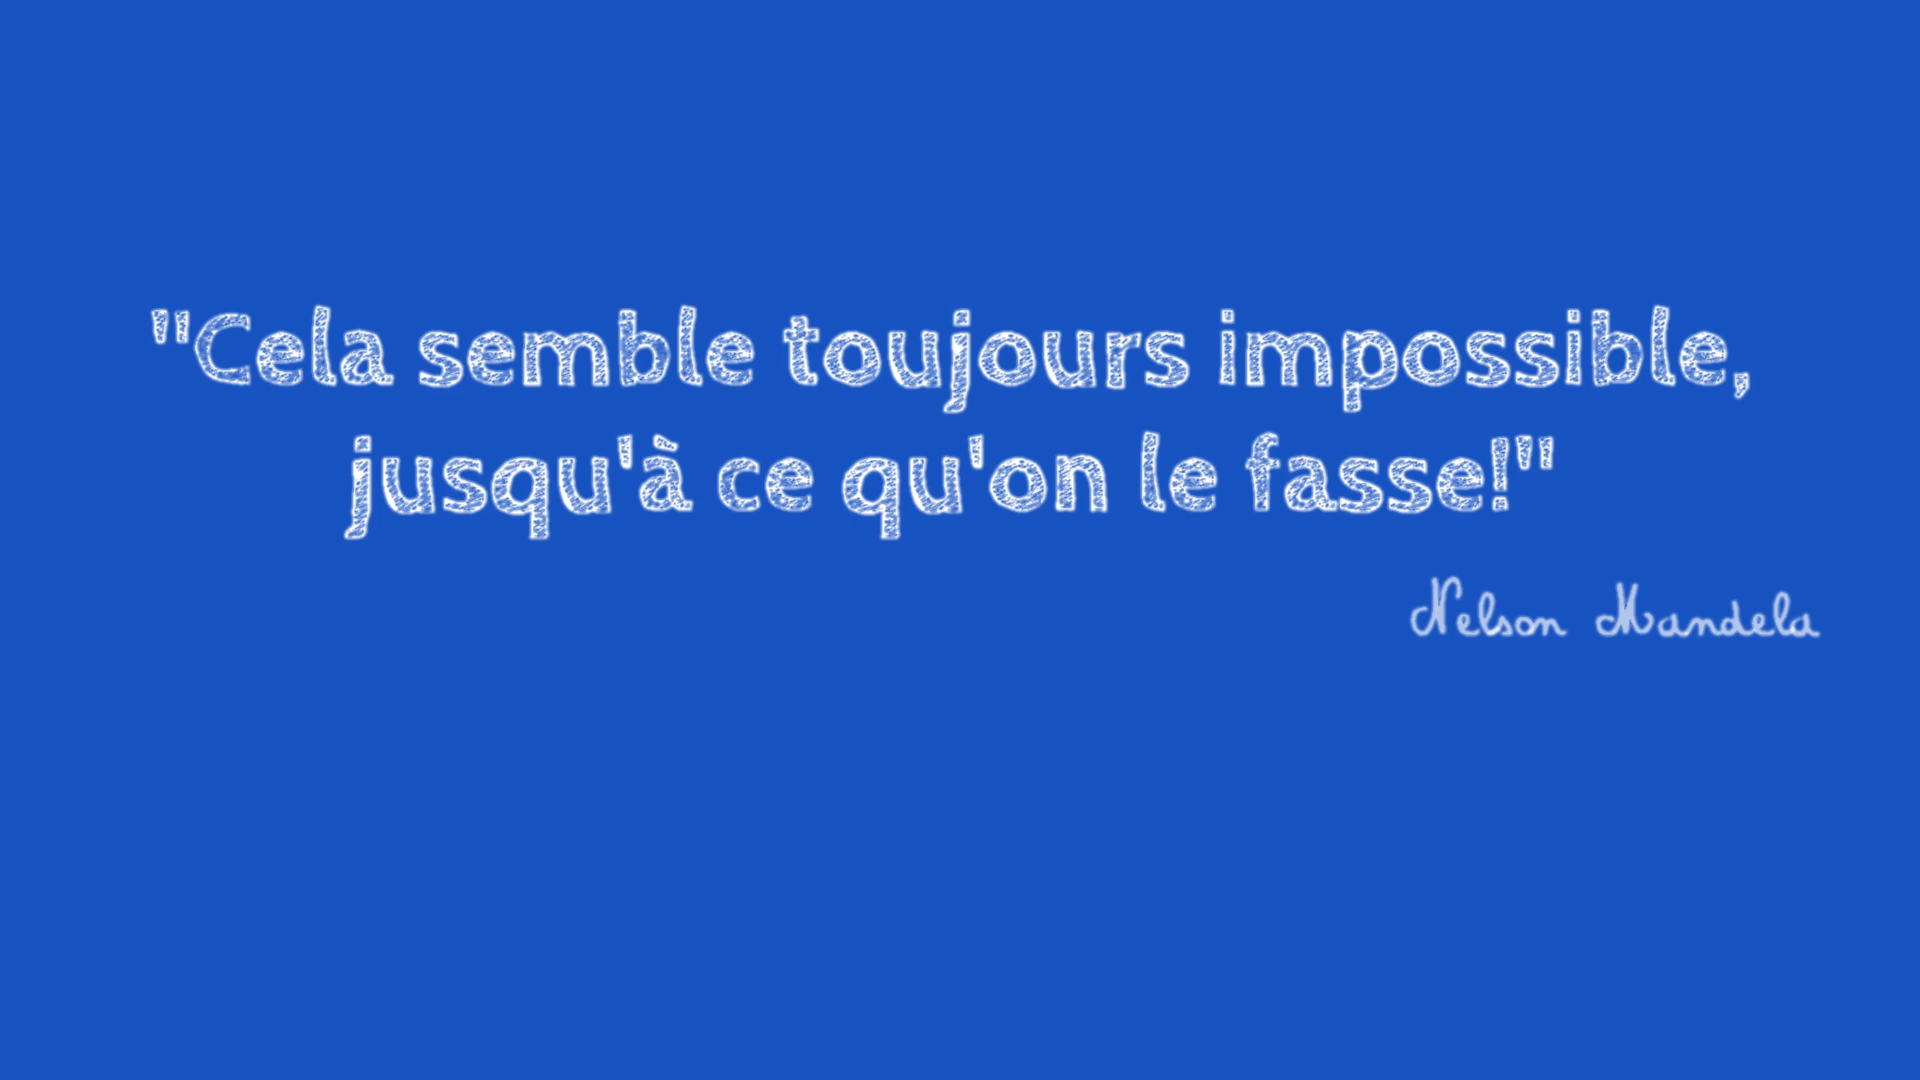 "Cela semble toujours impossible,
jusqu'à ce qu'on le fasse!"
Nelson Mandela